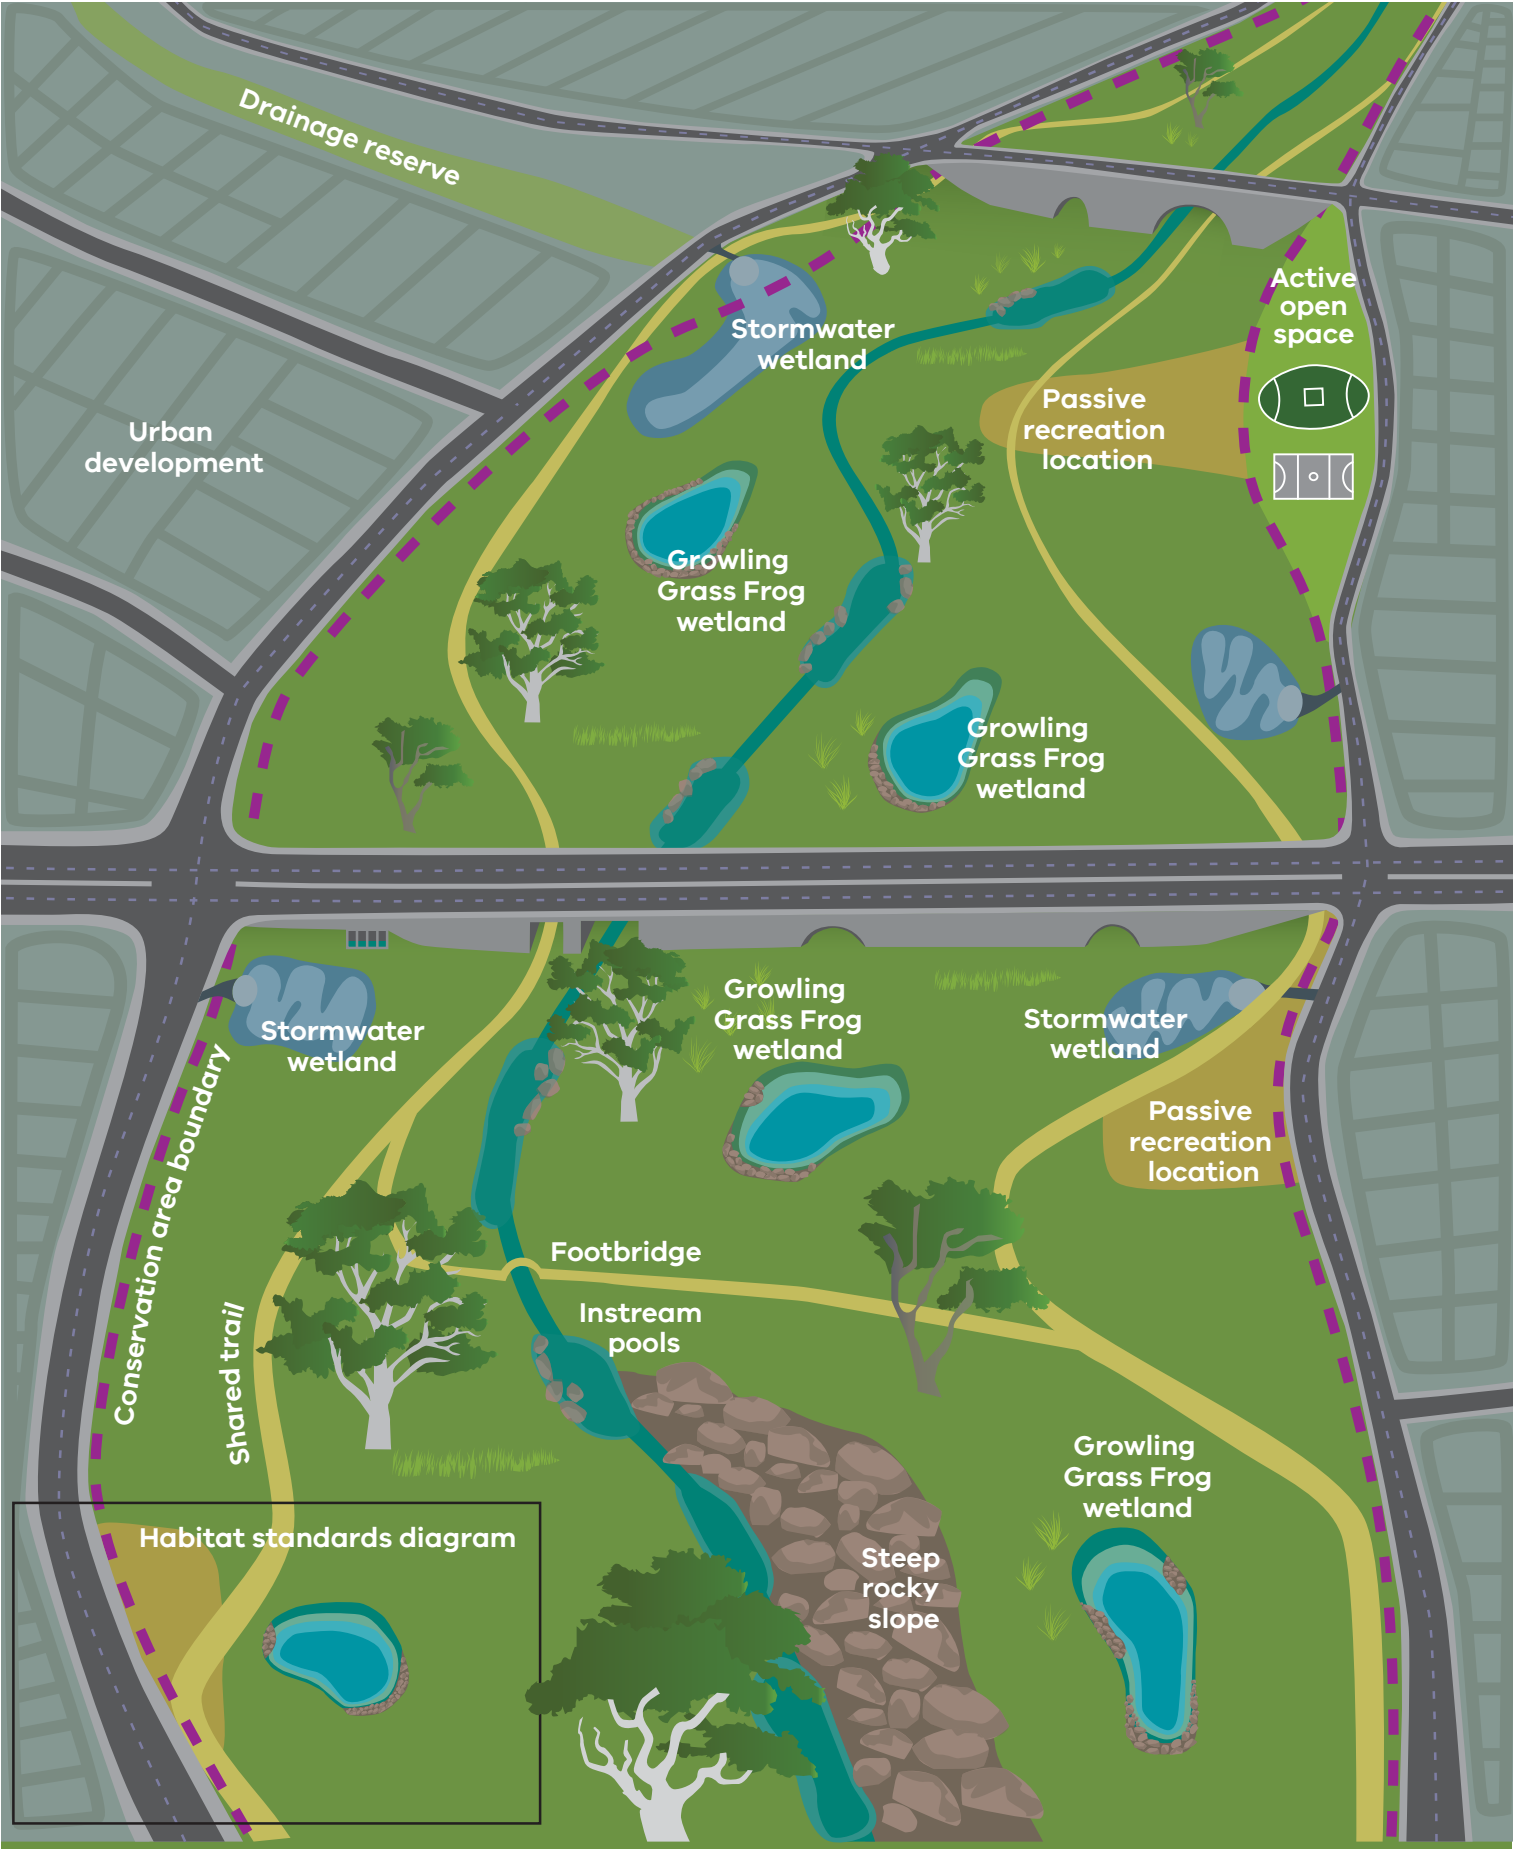 Drainage reserve
Active
open
space
Stormwater
wetland
Passive
recreation
location
Urban
development
Growling
Grass Frog
wetland
Growling
Grass Frog
wetland
Growling
Grass Frog
wetland
Stormwater
wetland
Stormwater
wetland
Conservation area boundary
Passive
recreation
location
Footbridge
Instream
pools
Shared trail
Growling
Grass Frog
wetland
Habitat standards diagram
Steep
rocky
slope